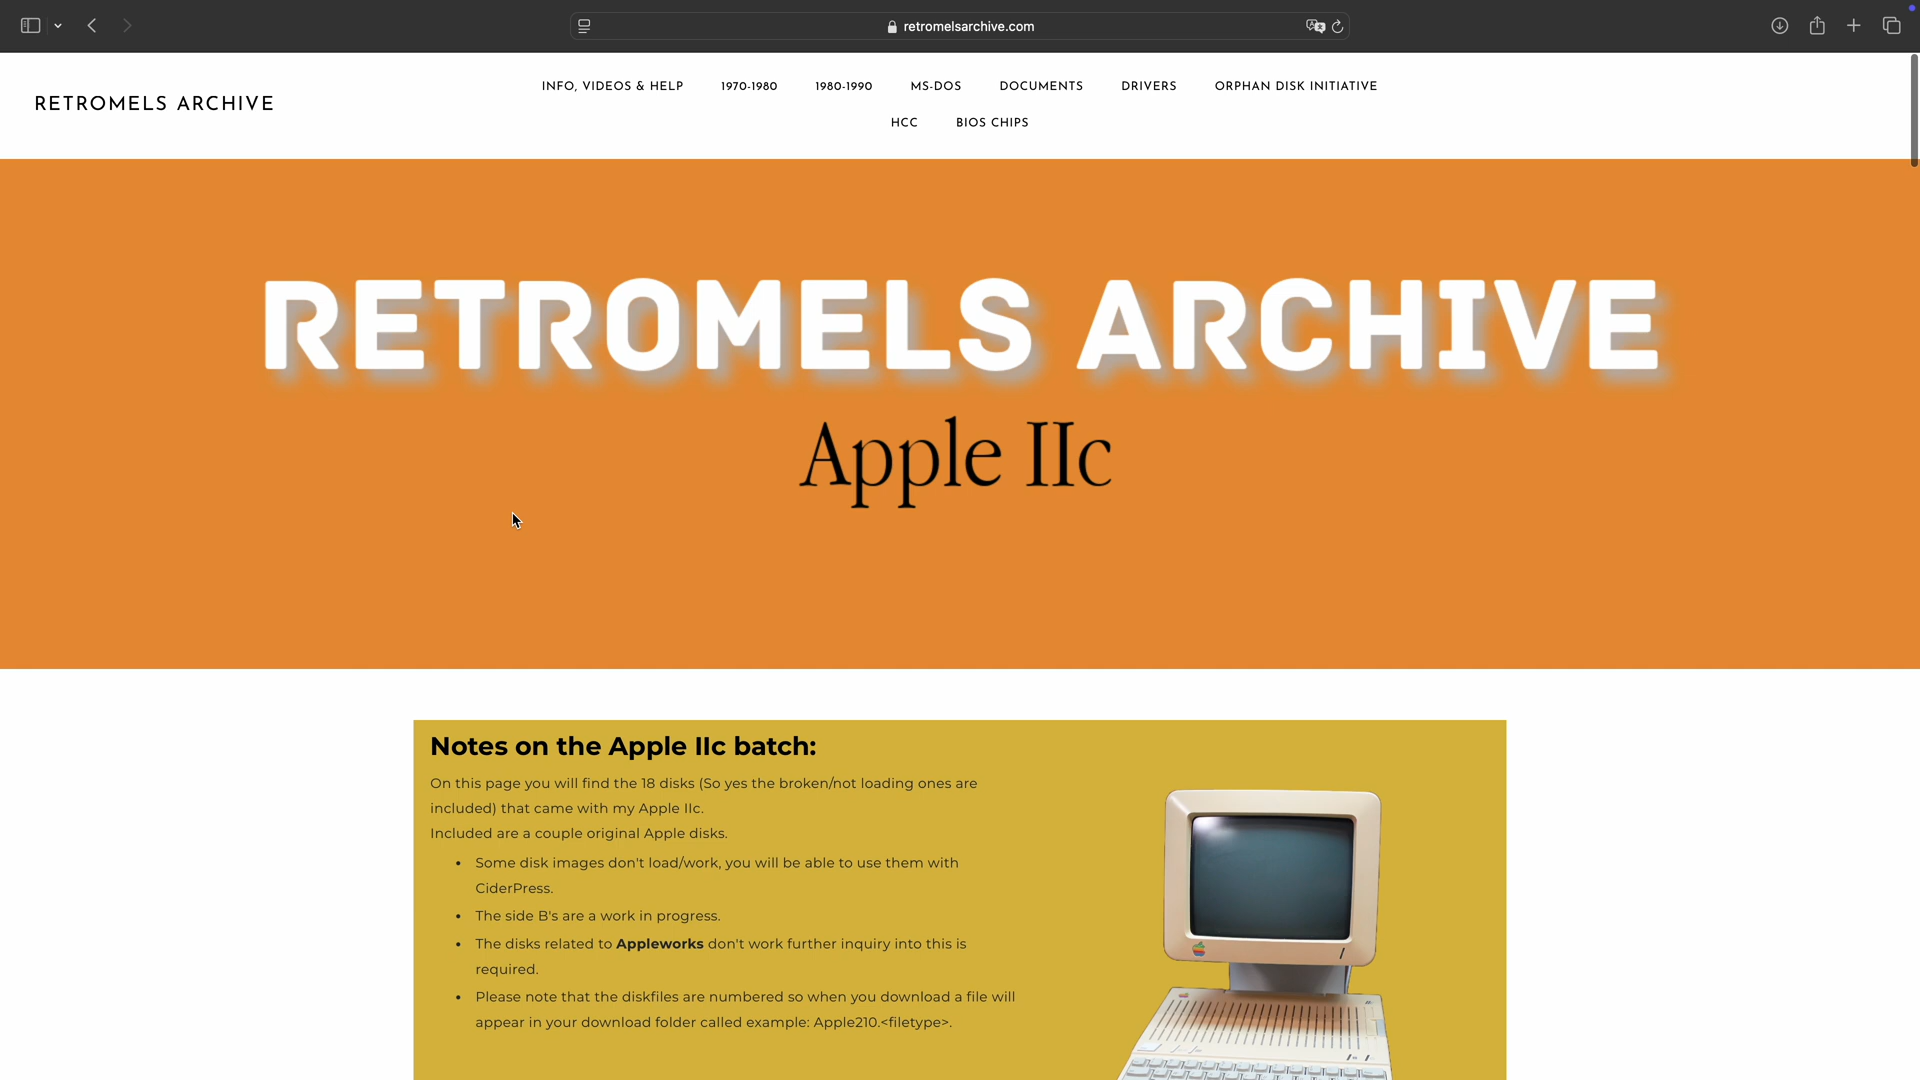 retromelsarchive.com
RETROMELS ARCHIVE
INFO, VIDEOS & HELP
1970-1980
1980-1990
MS-DOS
DOCUMENTS
DRIVERS
ORPHAN DISK INITIATIVE
HCC
BIOS CHIPS
RETROMELS ARCHIVE
Apple IIc
Notes on the Apple IIc batch:
On this page you will find the 18 disks (So yes the broken/not loading ones are
included) that came with my Apple IIc.
Included are a couple original Apple disks.
• Some disk images don't load/work, you will be able to use them with
CiderPress.
• The side B's are a work in progress.
• The disks related to Appleworks don't work further inquiry into this is
required.
• Please note that the diskfiles are numbered so when you download a file will
appear in your download folder called example: Apple210.<filetype>.